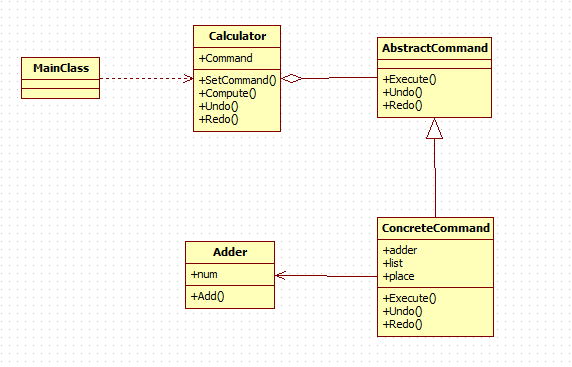 MainClass
Calculator
+Command
+SetCommand()
+Compute()
+Undo()
+Redo()
AbstractCommand
+Execute()
+Undo()
+Redo()
Adder
+num
+Add()
ConcreteCommand
+adder
+list
+place
+Execute()
+Undo()
+Redo()